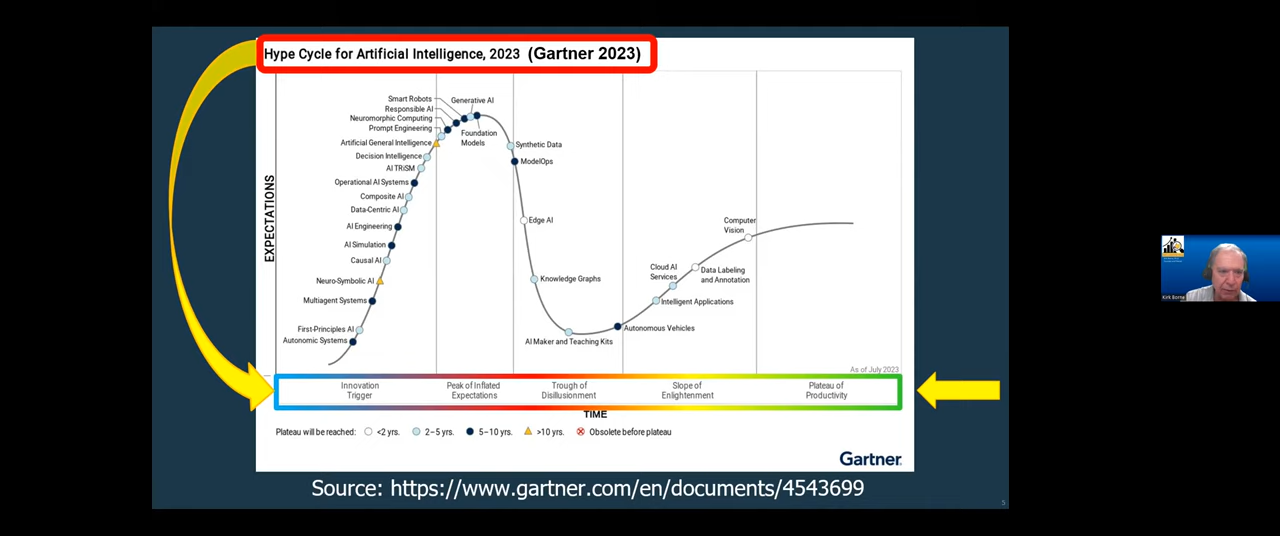 Hype Cycle for Artificial Intelligence, 2023 (Gartner 2023)
EXPECTATIONS
Smart Robots
Responsible AI
Neuromorphic Computing
Prompt Engineering
Artificial General Intelligence
Decision Intelligence
AI TRiSM
Operational AI Systems
Composite AI
Data-Centric AI
AI Engineering
AI Simulation
Causal AI
Neuro-Symbolic AI
Multiagent Systems
First-Principles AI
Autonomic Systems
Generative AI
Foundation
Models
Synthetic Data
ModelOps
Edge AI
Knowledge Graphs
AI Maker and Teaching Kits
Autonomous Vehicles
Intelligent Applications
Cloud AI
Services
Data Labeling
and Annotation
Computer
Vision
As of July 2023
Innovation
Trigger
Peak of Inflated
Expectations
Trough of
Disillusionment
Slope of
Enlightenment
Plateau of
Productivity
TIME
Plateau will be reached: <2 yrs. 2–5 yrs. 5–10 yrs. >10 yrs. Obsolete before plateau
Gartner
Source: https://www.gartner.com/en/documents/4543699
5
Kirk Borne